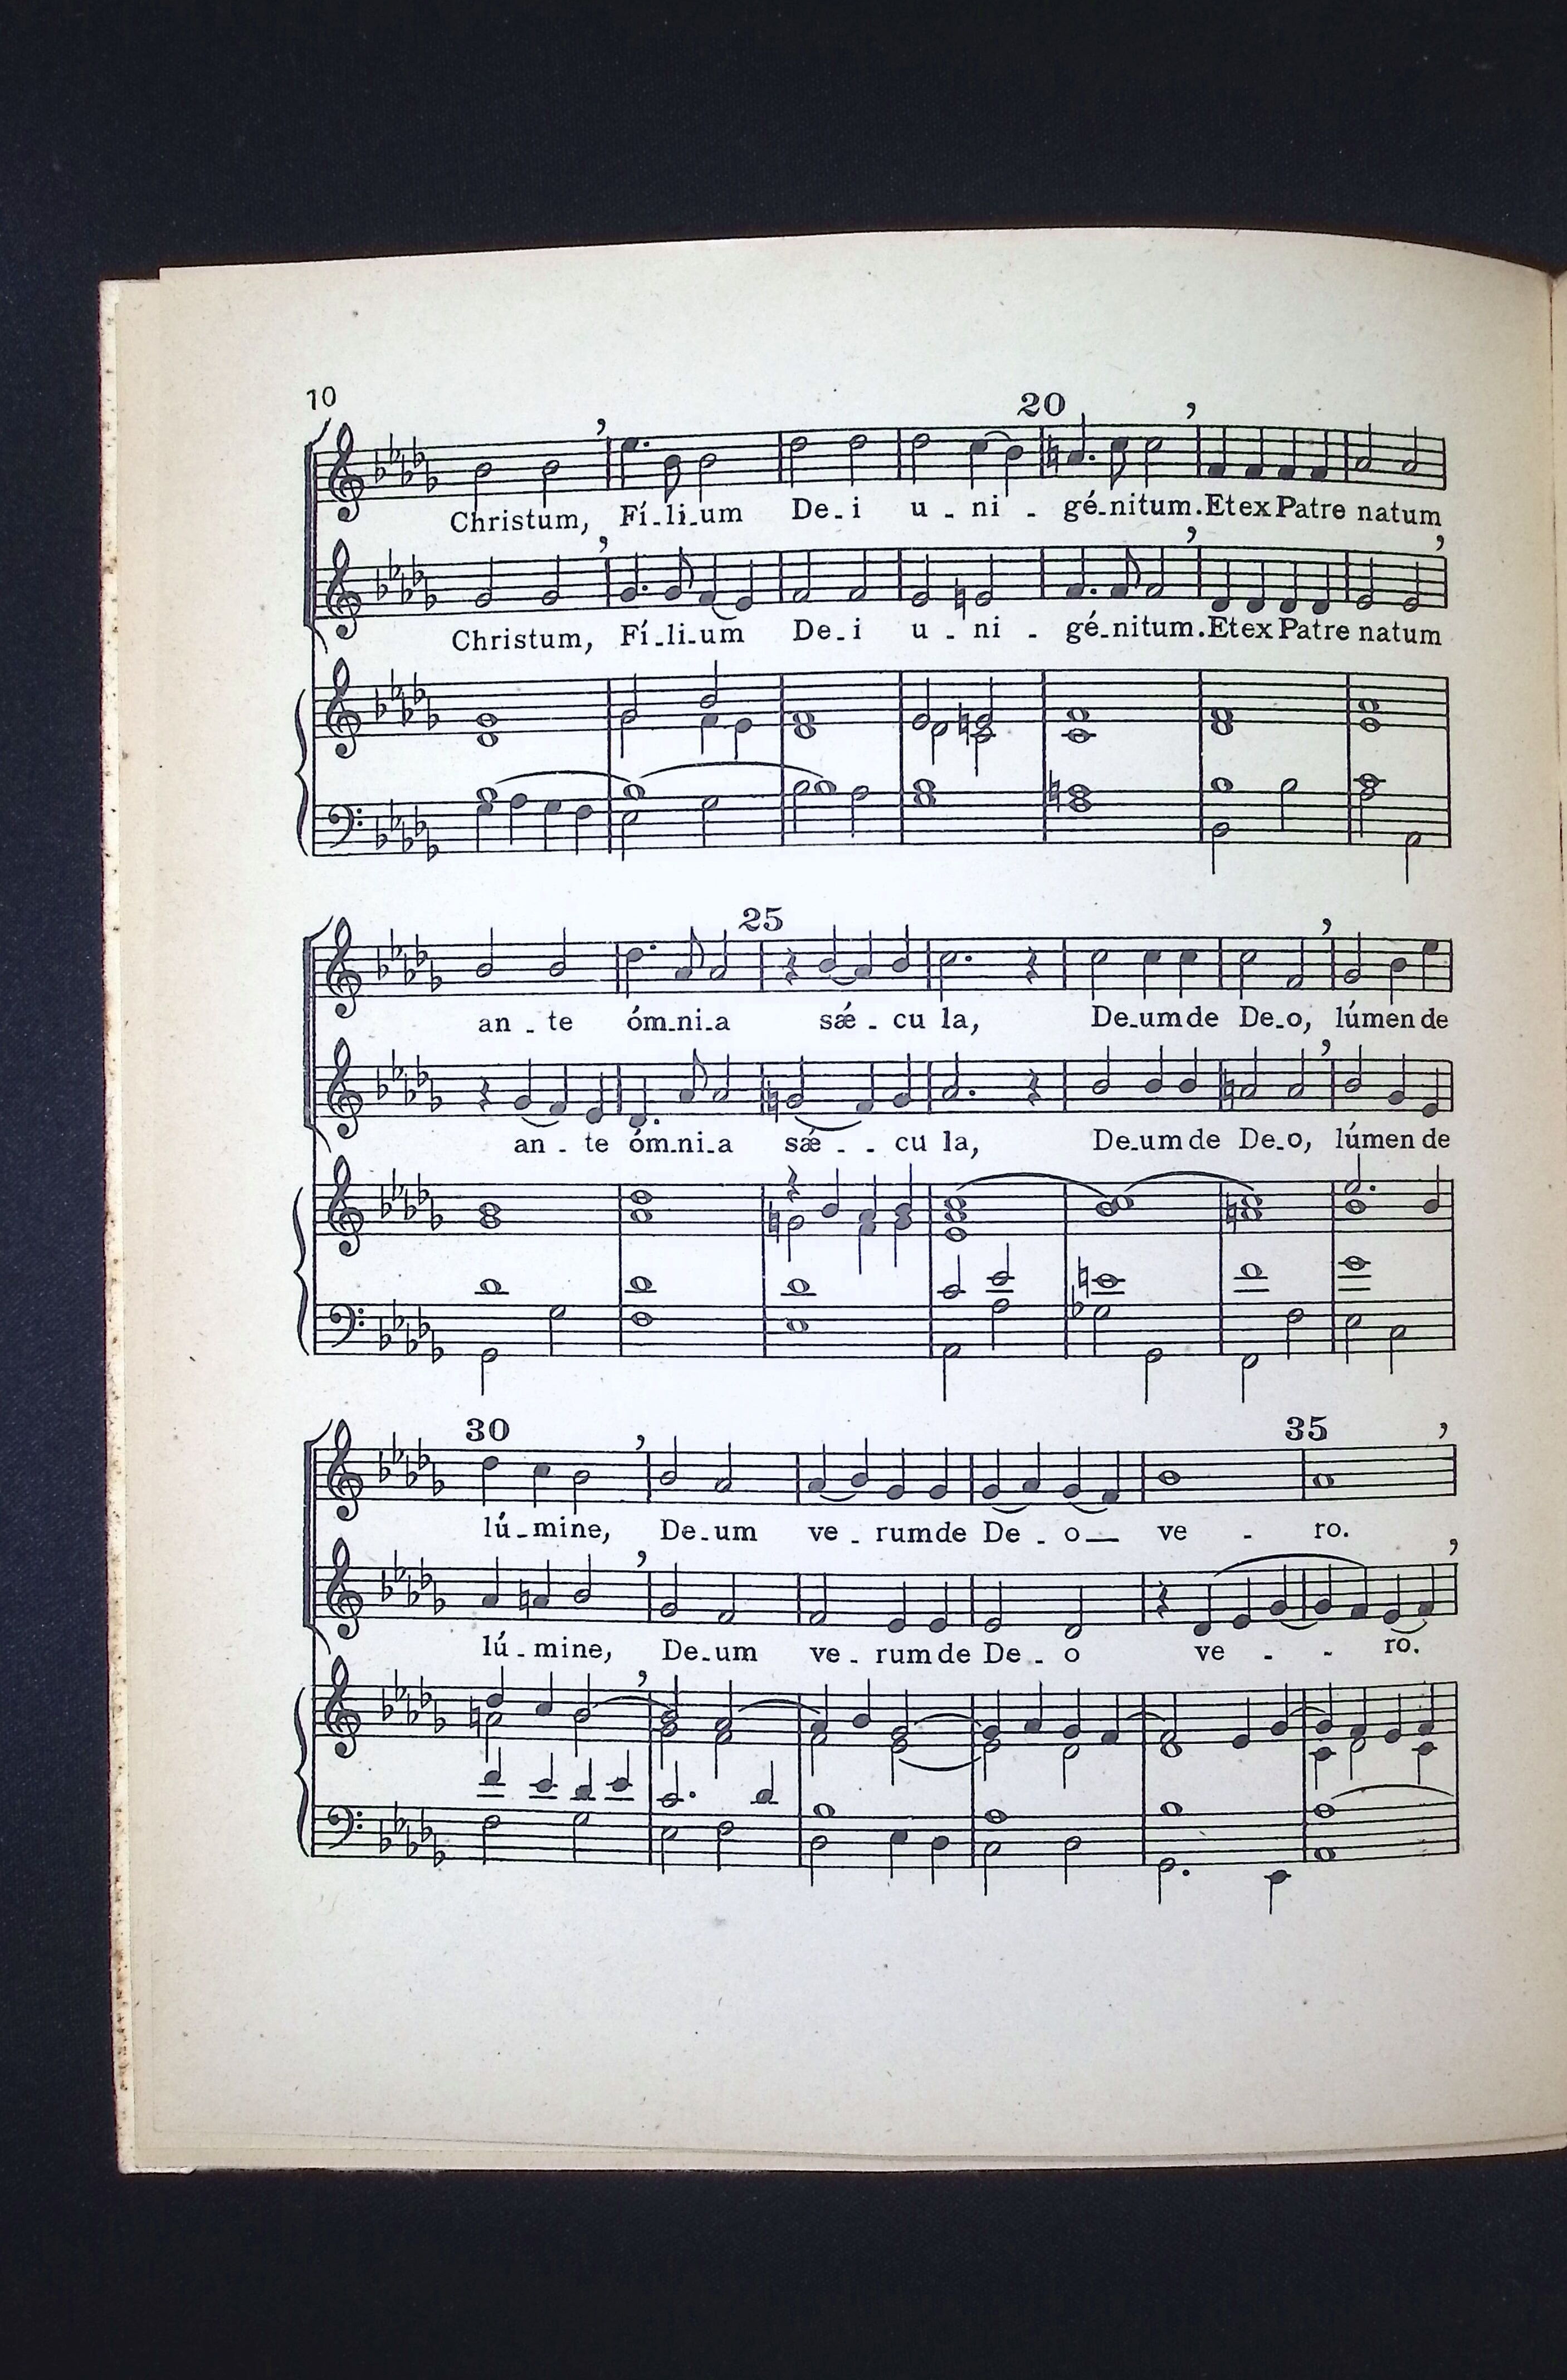 10
20
Christum, Fí-li-um De-i u-ni-gé-nitum. Et ex Patre natum
Christum, Fí-li-um De-i u-ni-gé-nitum. Et ex Patre natum
25
an-te óm-ni-a sǽ-cu la, De-um de De-o, lúmen de
an-te óm-ni-a sǽ--cu la, De-um de De-o, lúmen de
30 35
lú-mine, De-um ve-rum de De-o— ve-ro.
lú-mine, De-um ve-rum de De-o ve--ro.